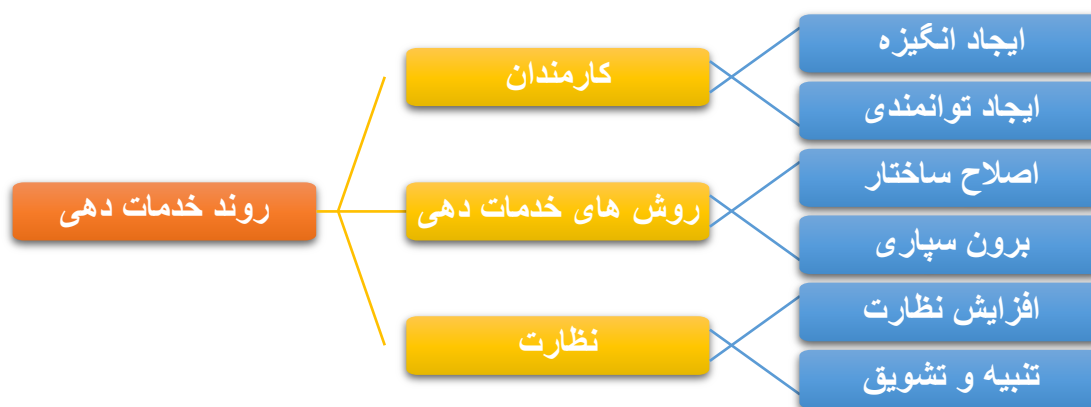 روند خدمات دهی
کارمندان
ایجاد انگیزه
ایجاد توانمندی
روش های خدمات دهی
اصلاح ساختار
برون سپاری
نظارت
افزایش نظارت
تنبیه و تشویق